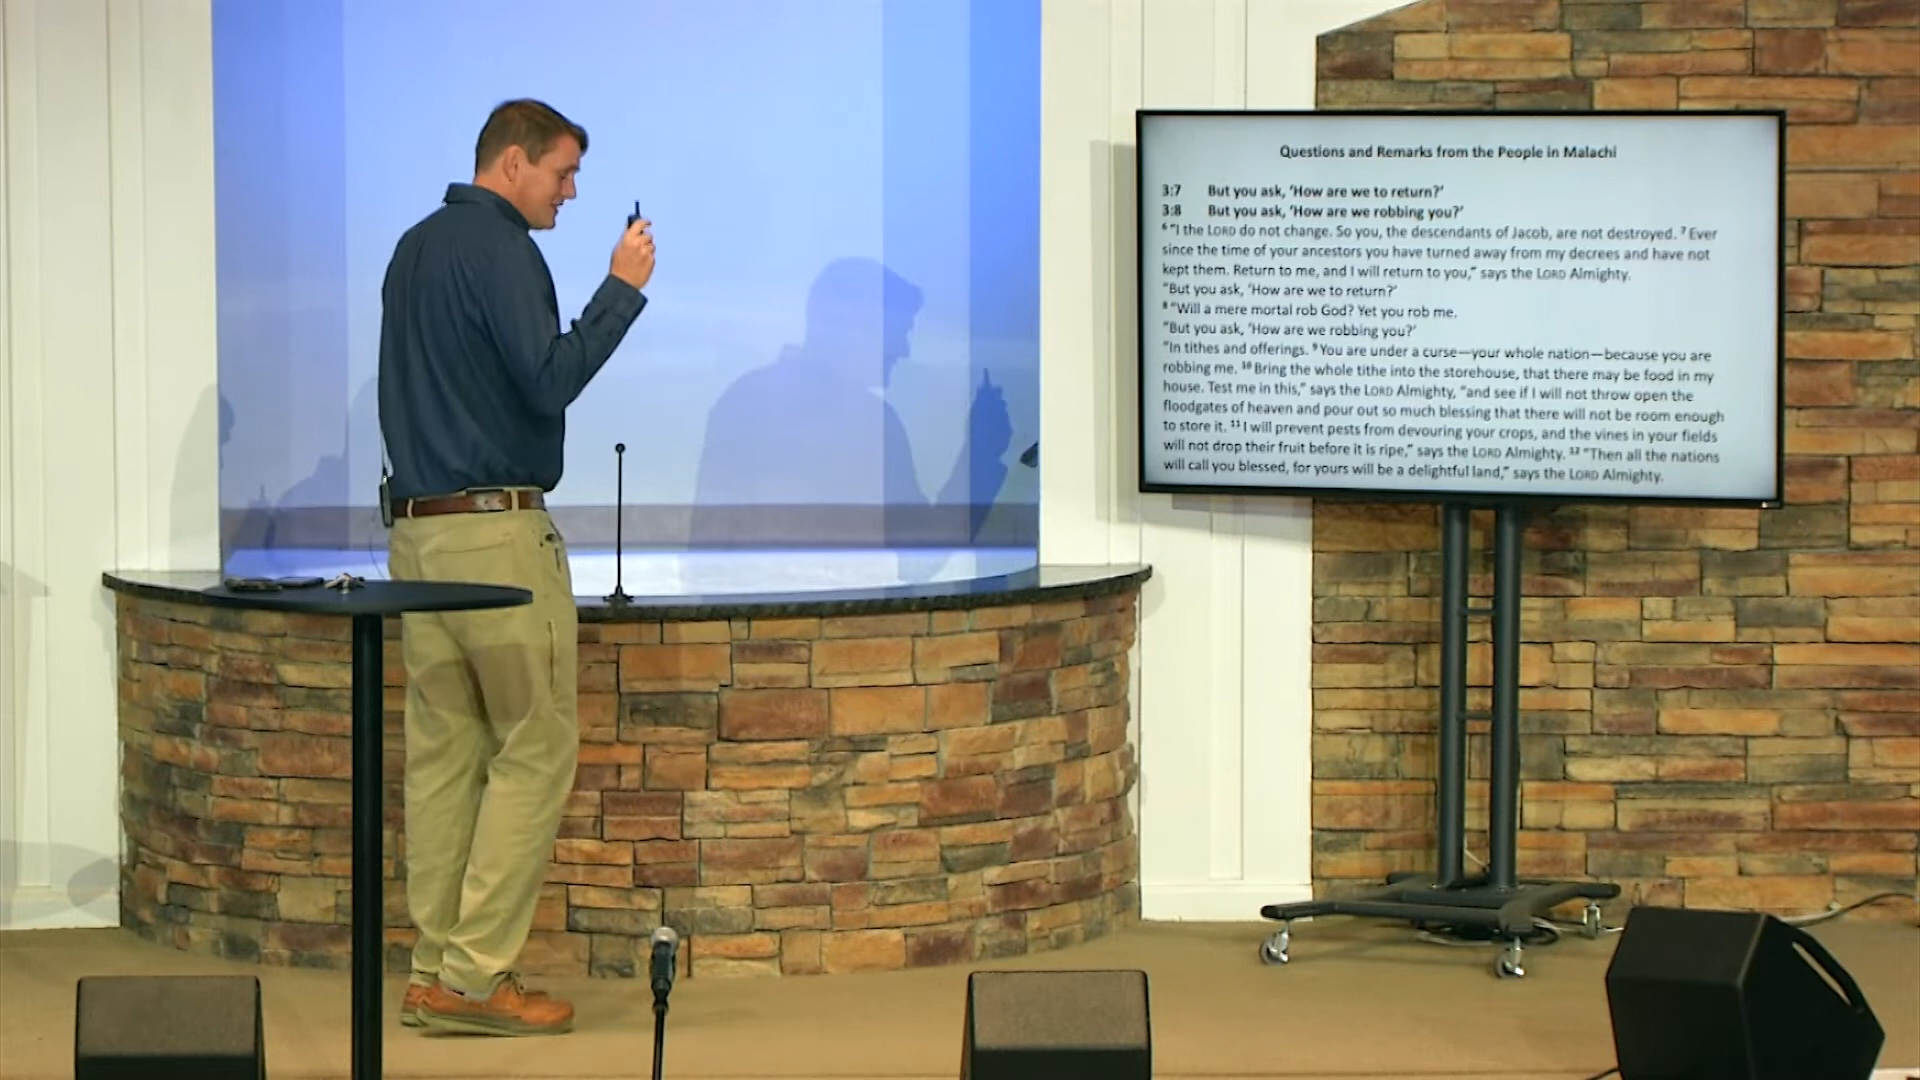 Questions and Remarks from the People in Malachi
3:7 But you ask, ‘How are we to return?’
3:8 But you ask, ‘How are we robbing you?’
⁶ “I the LORD do not change. So you, the descendants of Jacob, are not destroyed. ⁷ Ever
since the time of your ancestors you have turned away from my decrees and have not
kept them. Return to me, and I will return to you,” says the LORD Almighty.
“But you ask, ‘How are we to return?’
⁸ “Will a mere mortal rob God? Yet you rob me.
“But you ask, ‘How are we robbing you?’
“In tithes and offerings. ⁹ You are under a curse—your whole nation—because you are
robbing me. ¹⁰ Bring the whole tithe into the storehouse, that there may be food in my
house. Test me in this,” says the LORD Almighty, “and see if I will not throw open the
floodgates of heaven and pour out so much blessing that there will not be room enough
to store it. ¹¹ I will prevent pests from devouring your crops, and the vines in your fields
will not drop their fruit before it is ripe,” says the LORD Almighty. ¹² “Then all the nations
will call you blessed, for yours will be a delightful land,” says the LORD Almighty.